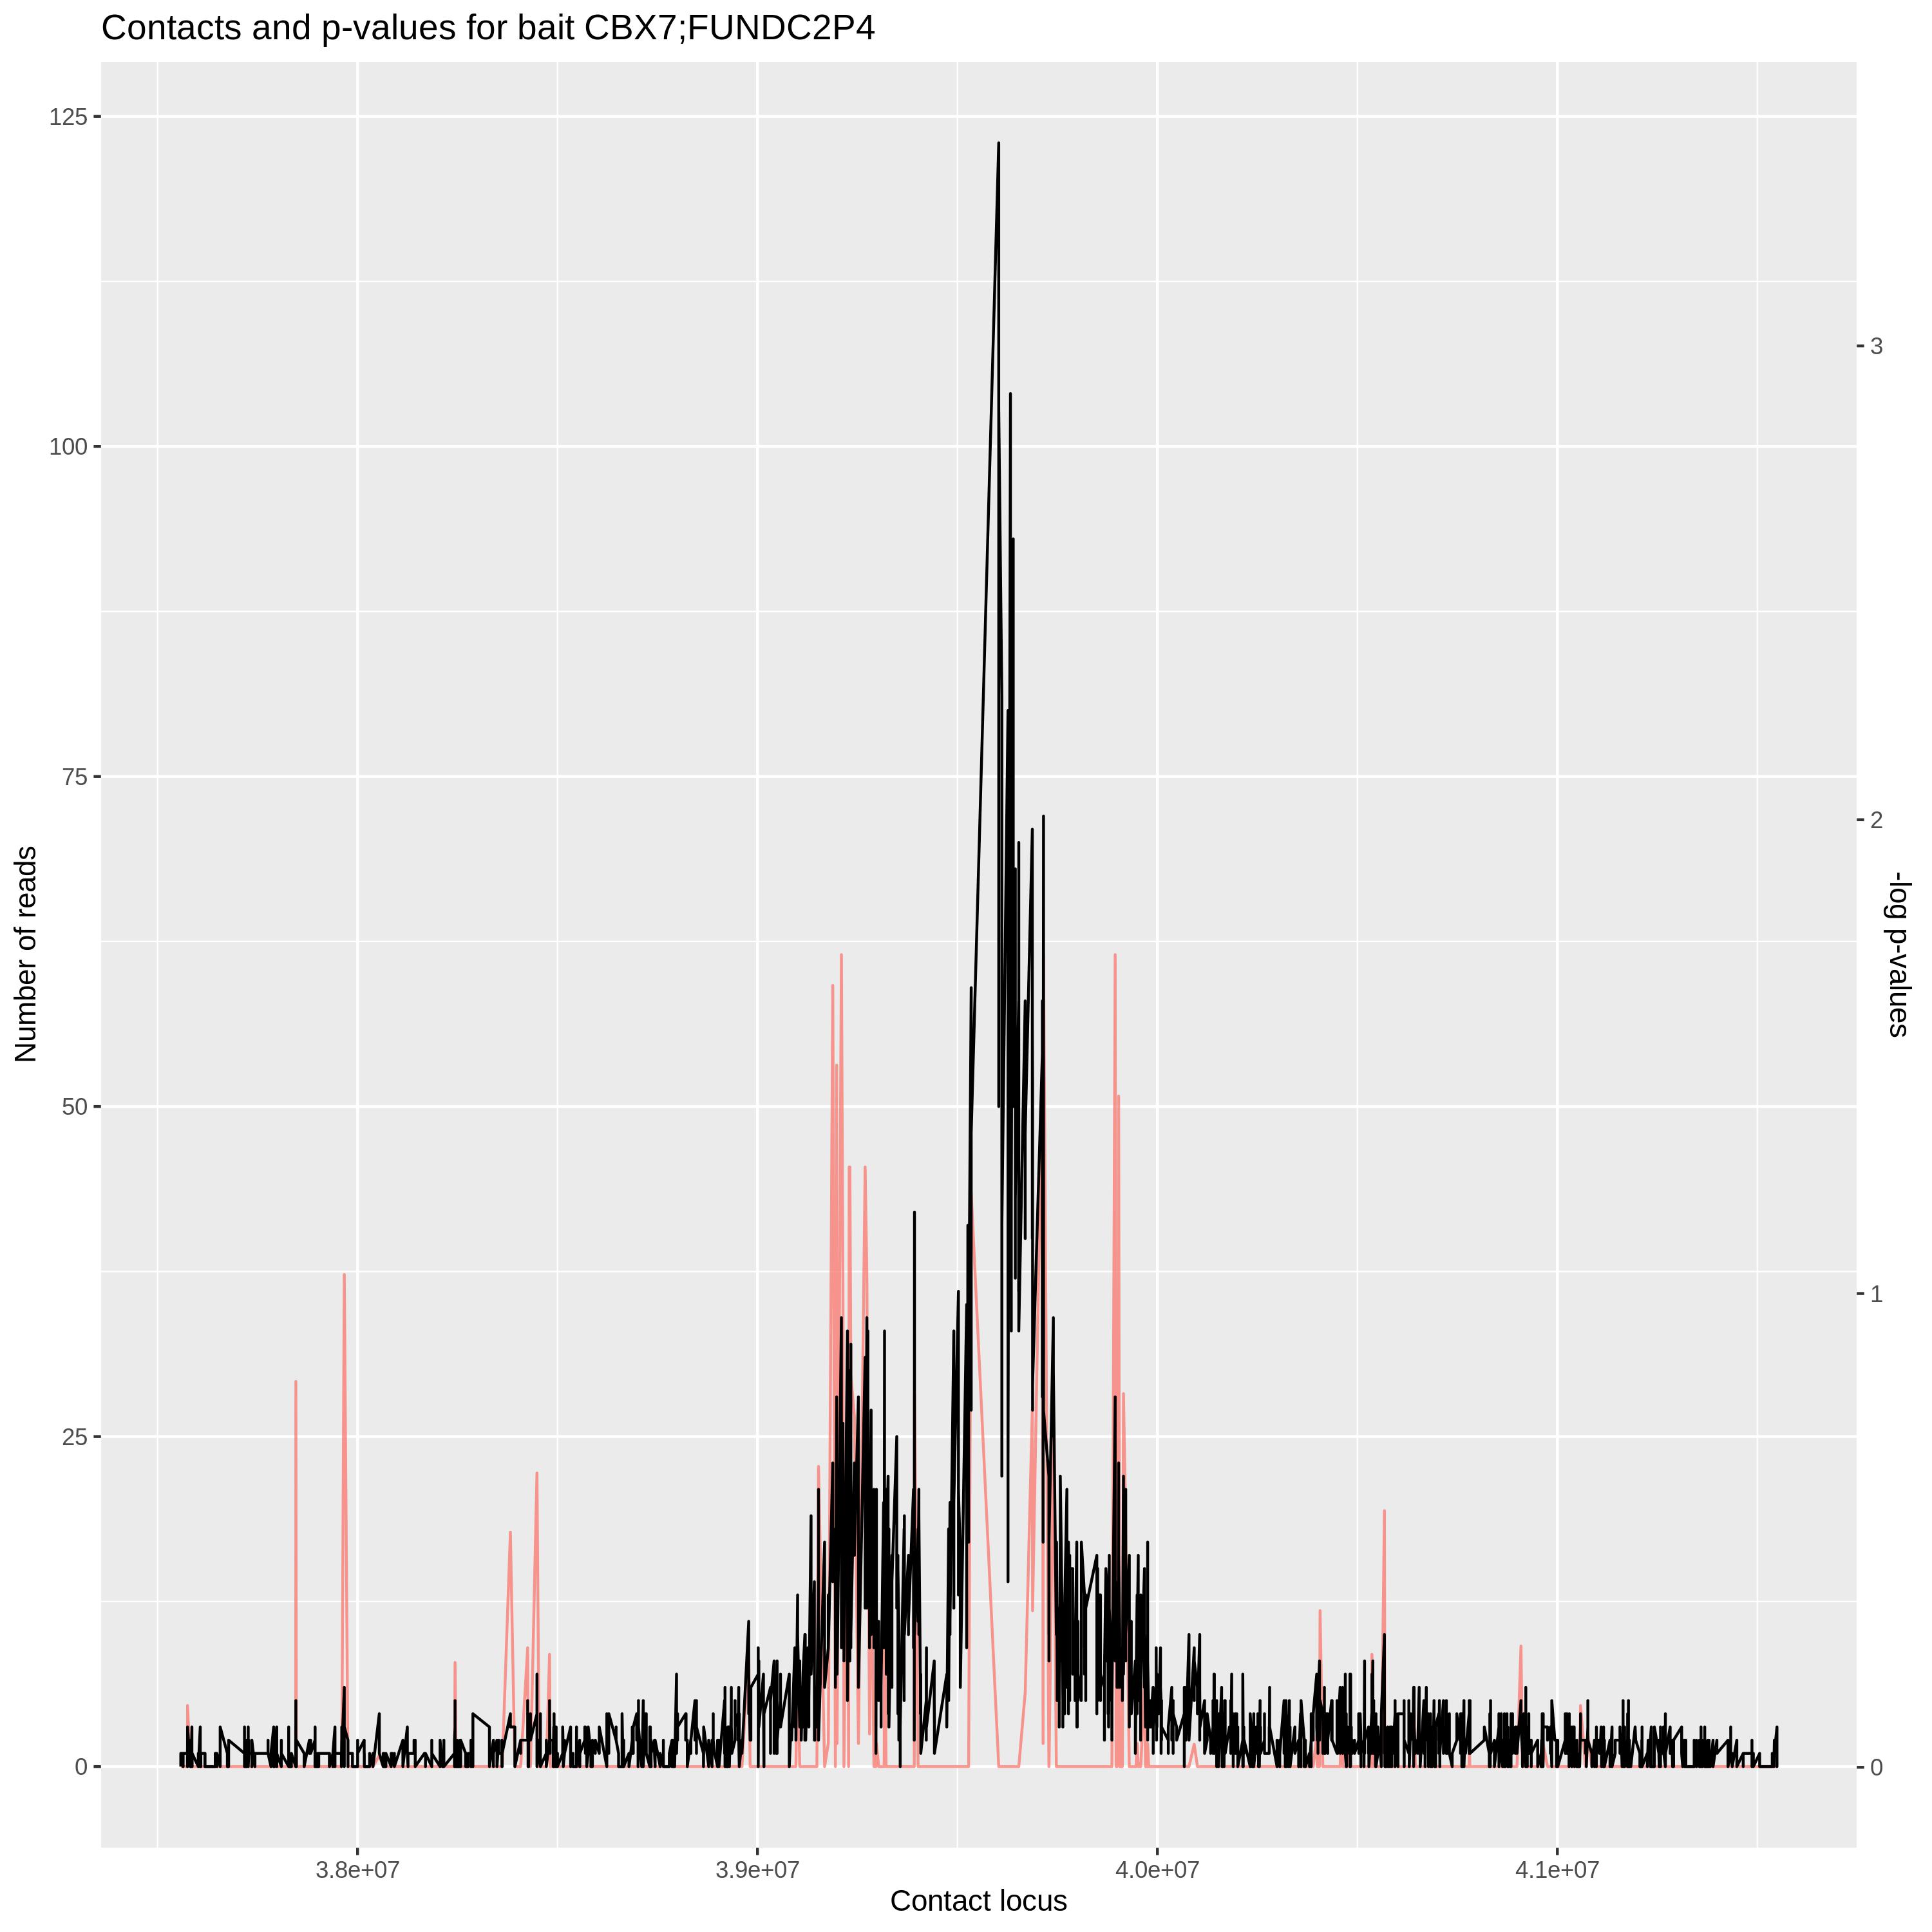 Contacts and p-values for bait CBX7;FUNDC2P4
125
100
75
50
25
0
Number of reads
3
2
1
0
-log p-values
3.8e+07
3.9e+07
4.0e+07
4.1e+07
Contact locus